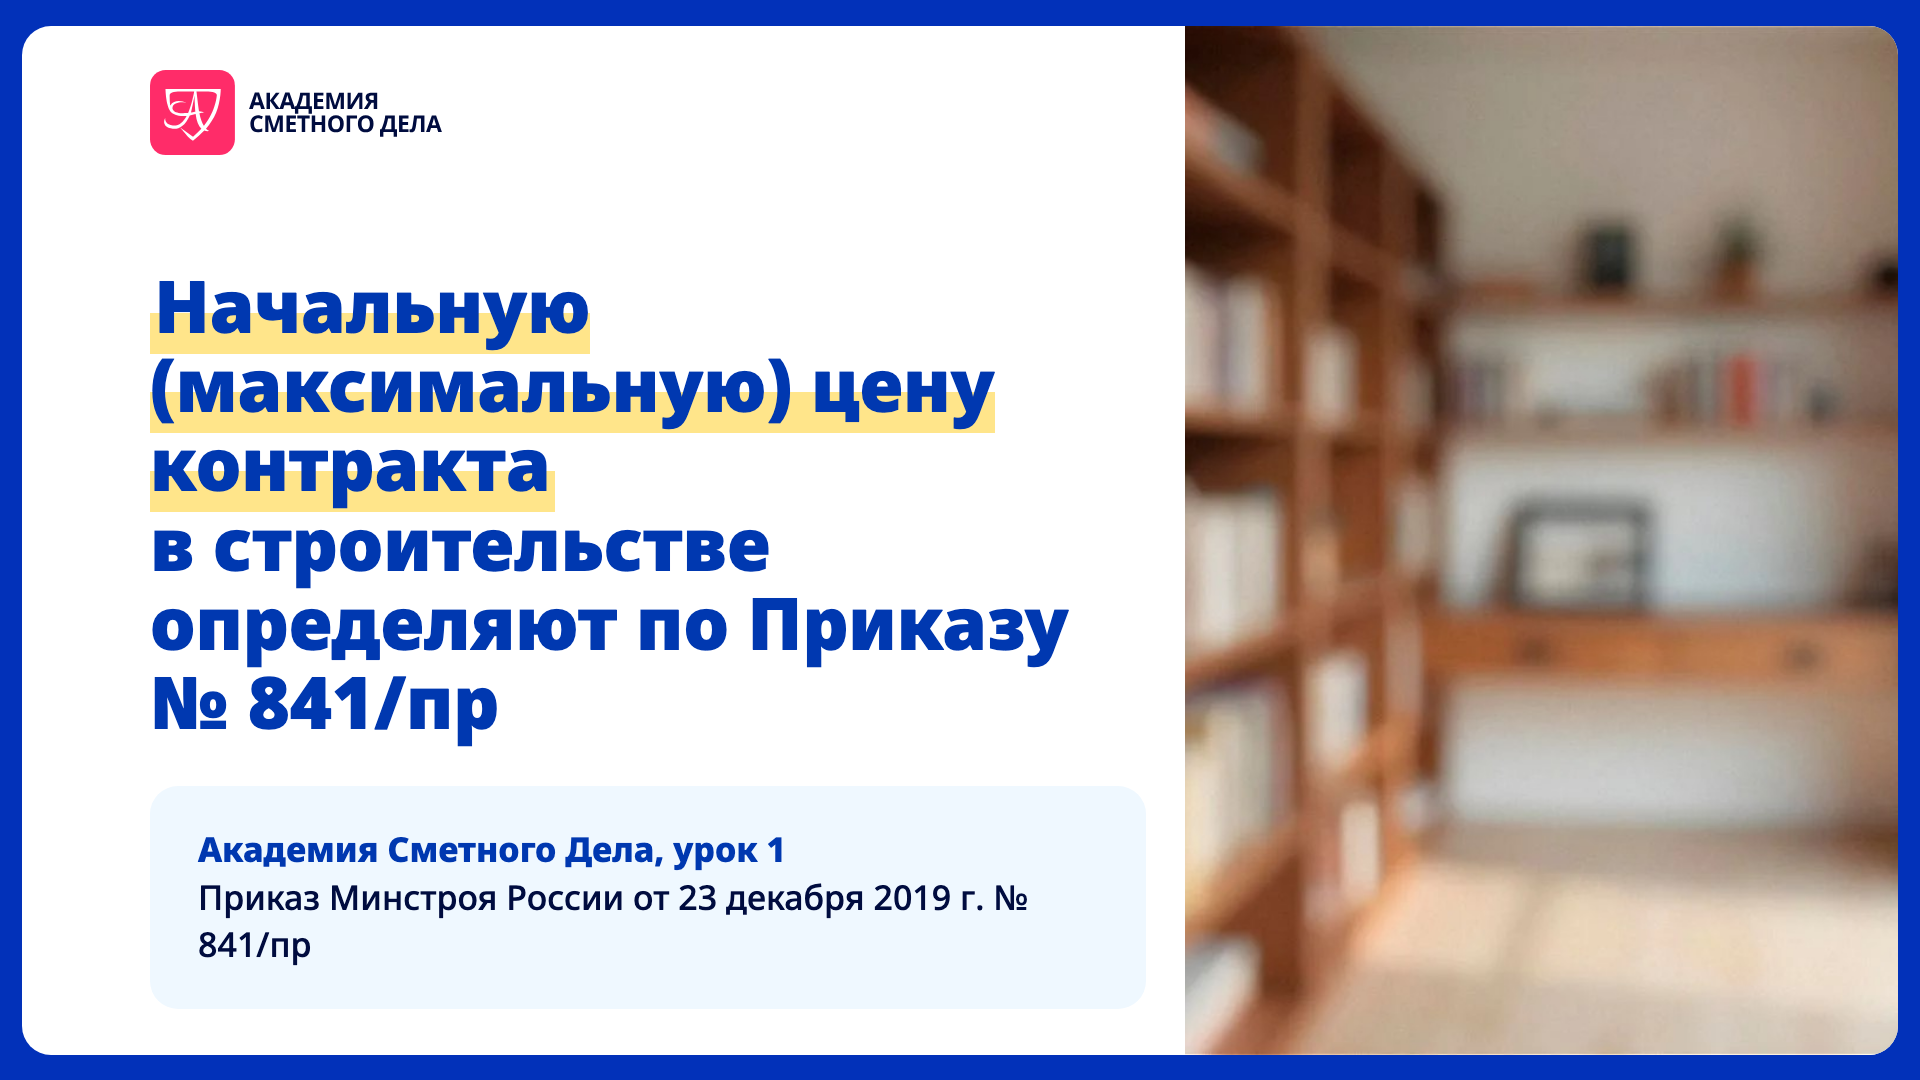 АКАДЕМИЯ
СМЕТНОГО ДЕЛА
Начальную
(максимальную) цену
контракта
в строительстве
определяют по Приказу
№ 841/пр
Академия Сметного Дела, урок 1
Приказ Минстроя России от 23 декабря 2019 г. №
841/пр